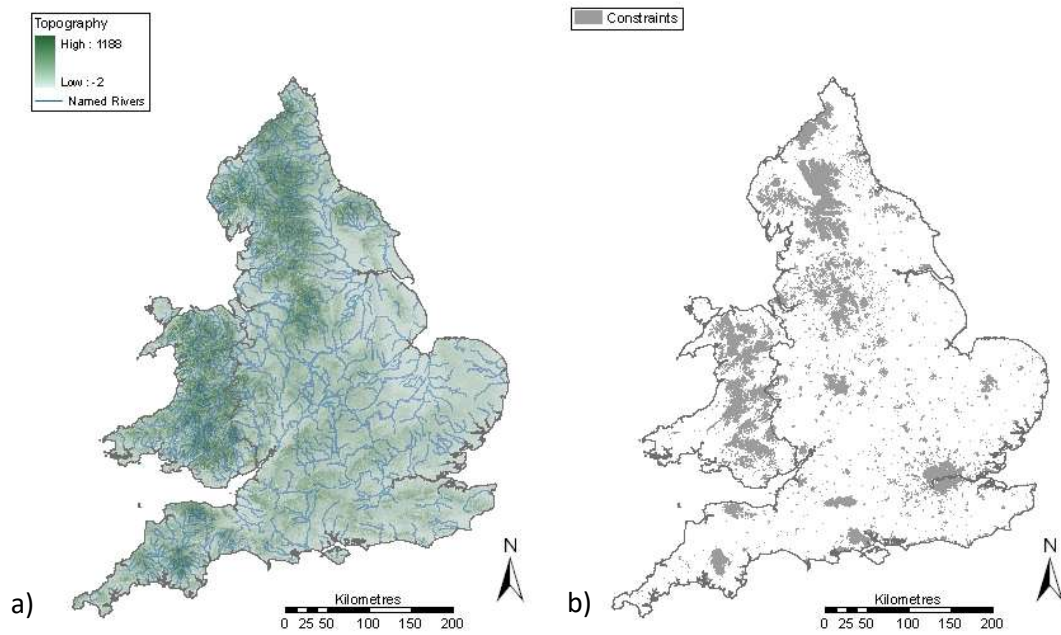 Topography
High : 1188
Low : -2
Named Rivers
Constraints
N
a)
Kilometres
0 25 50 100 150 200
N
b)
Kilometres
0 25 50 100 150 200